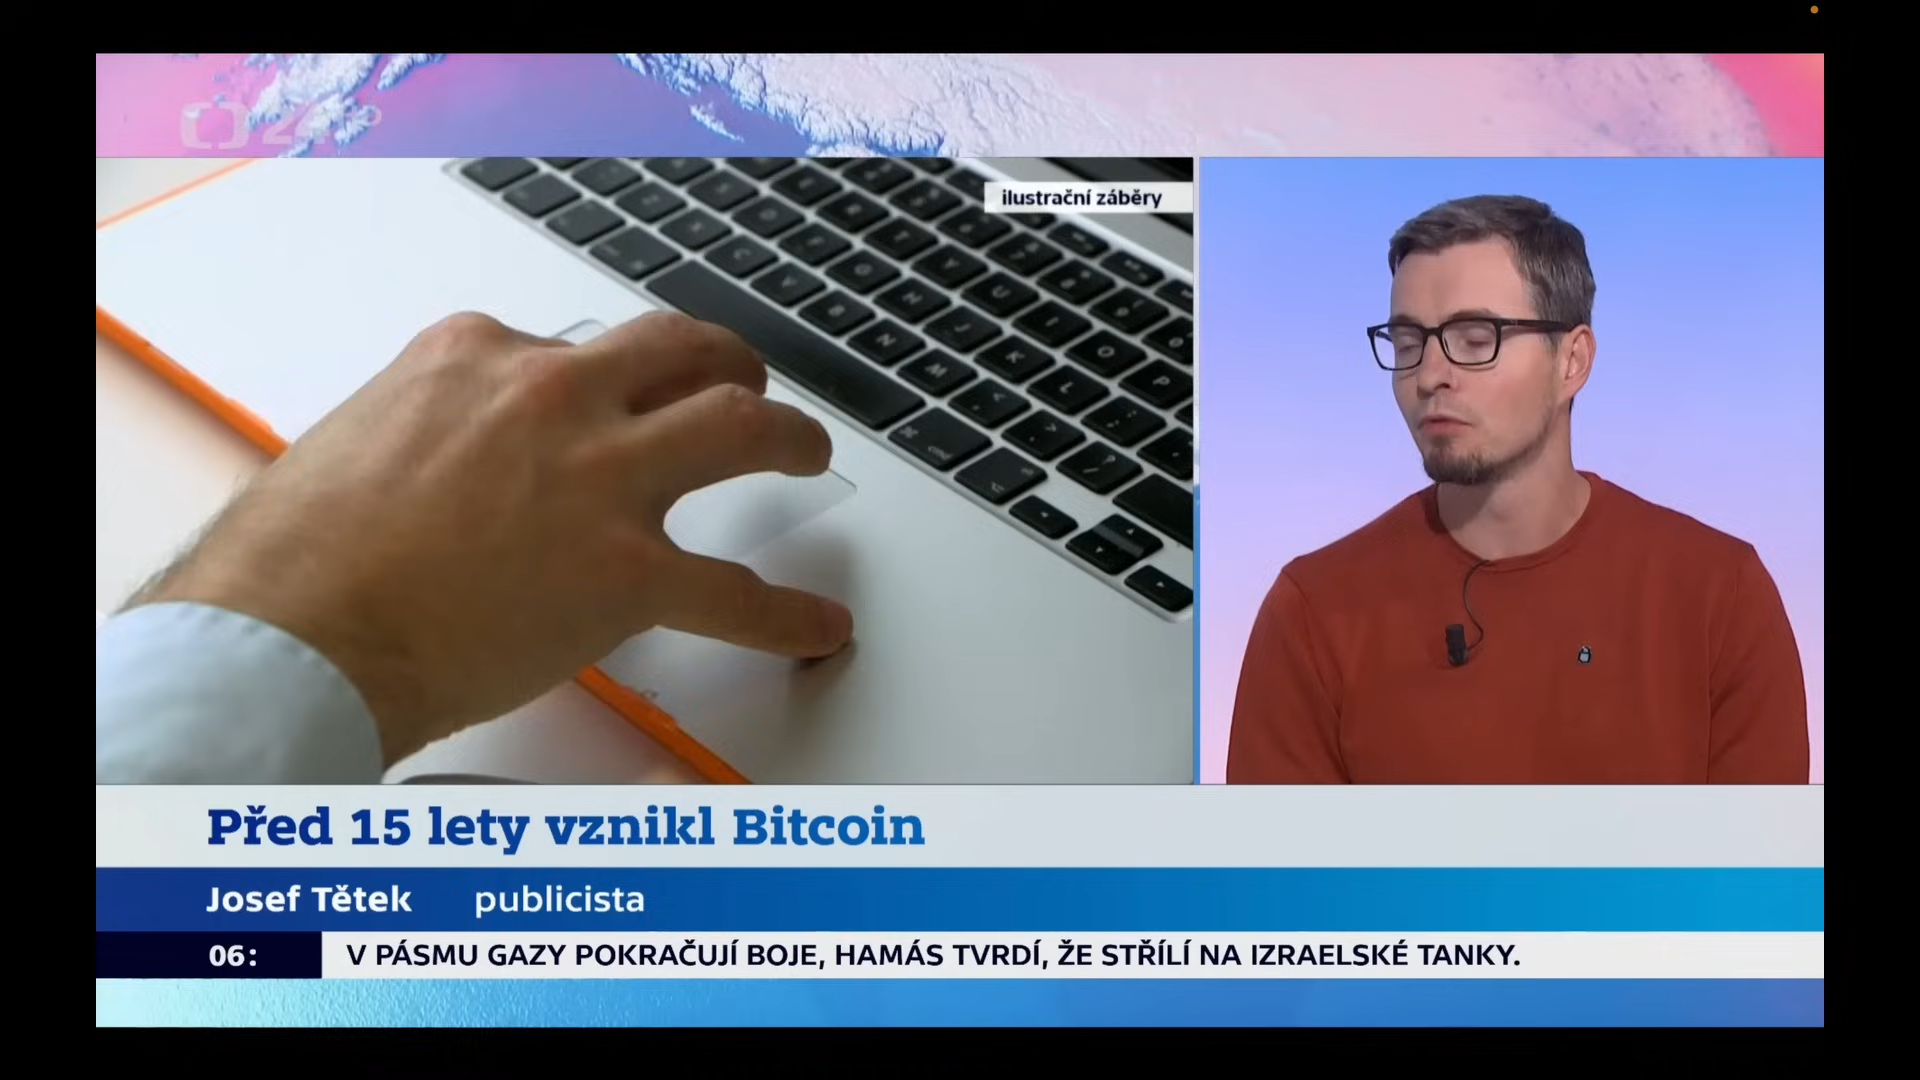 24
ilustrační záběry
Před 15 lety vznikl Bitcoin
Josef Tětek publicista
06: V PÁSMU GAZY POKRAČUJÍ BOJE, HAMÁS TVRDÍ, ŽE STŘÍLÍ NA IZRAELSKÉ TANKY.